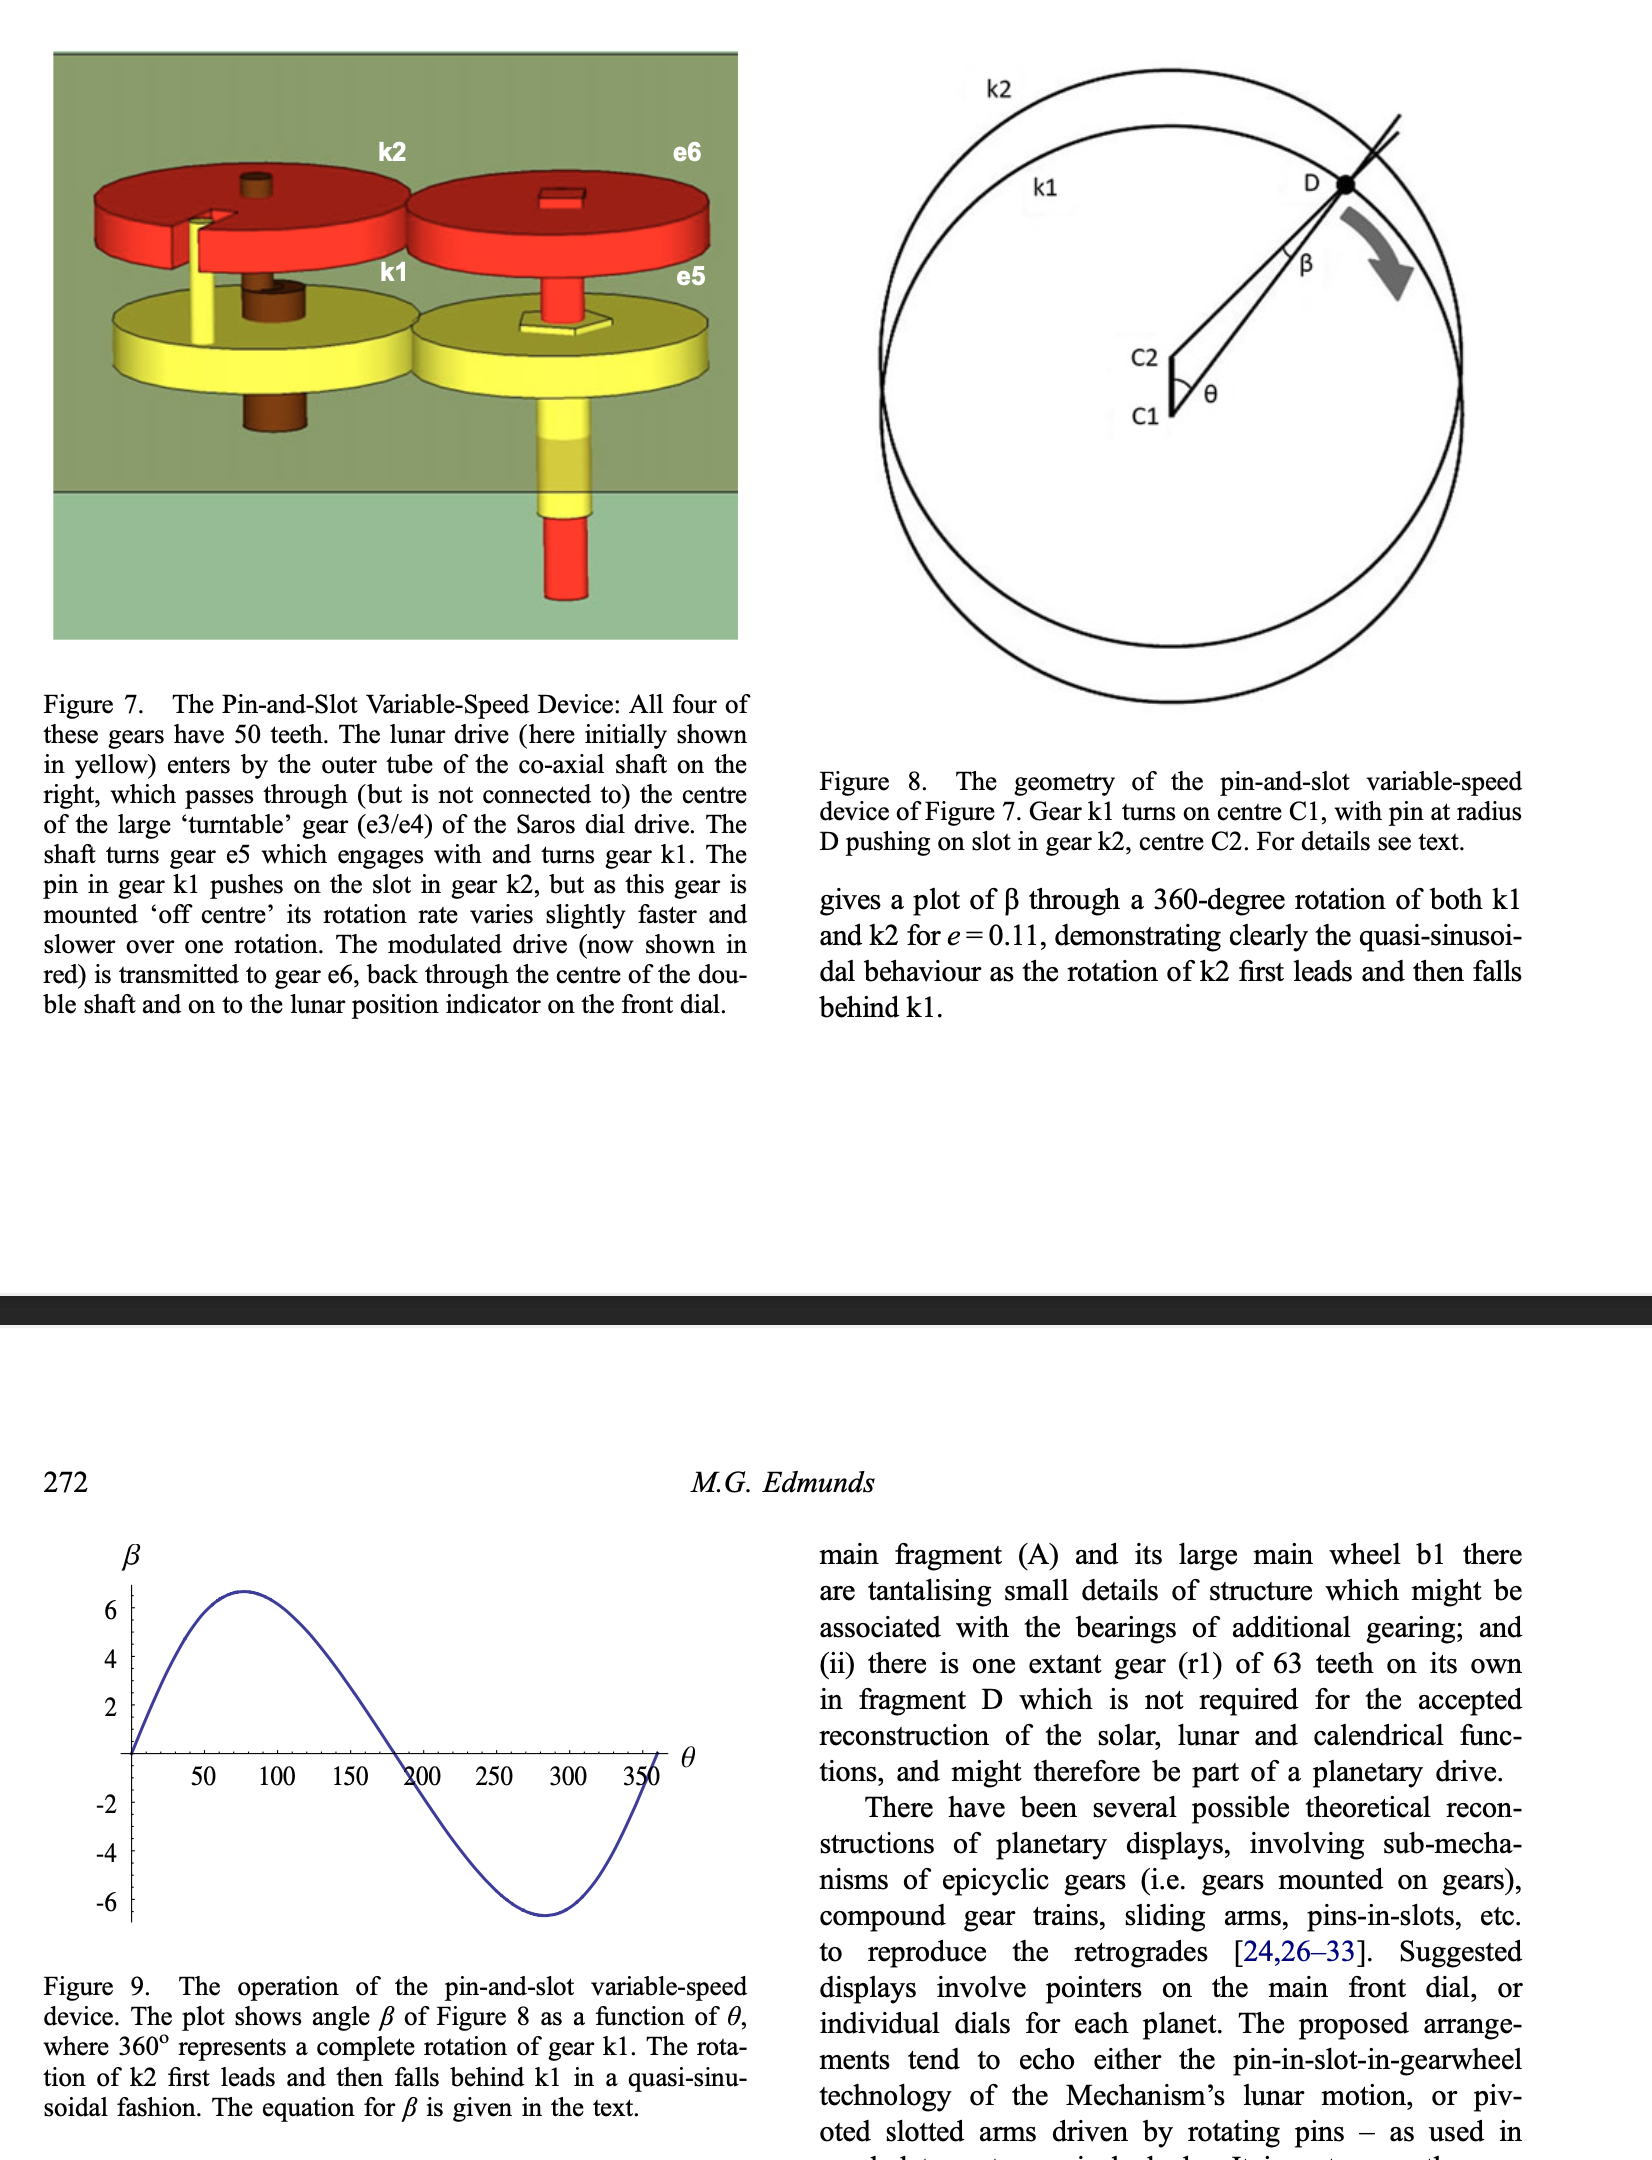 k2
e6
k1
e5
Figure 7. The Pin-and-Slot Variable-Speed Device: All four of
these gears have 50 teeth. The lunar drive (here initially shown
in yellow) enters by the outer tube of the co-axial shaft on the
right, which passes through (but is not connected to) the centre
of the large ‘turntable’ gear (e3/e4) of the Saros dial drive. The
shaft turns gear e5 which engages with and turns gear k1. The
pin in gear k1 pushes on the slot in gear k2, but as this gear is
mounted ‘off centre’ its rotation rate varies slightly faster and
slower over one rotation. The modulated drive (now shown in
red) is transmitted to gear e6, back through the centre of the dou-
ble shaft and on to the lunar position indicator on the front dial.
k2
k1
D
β
C2
θ
C1
Figure 8. The geometry of the pin-and-slot variable-speed
device of Figure 7. Gear k1 turns on centre C1, with pin at radius
D pushing on slot in gear k2, centre C2. For details see text.
gives a plot of β through a 360-degree rotation of both k1
and k2 for e = 0.11, demonstrating clearly the quasi-sinusoi-
dal behaviour as the rotation of k2 first leads and then falls
behind k1.
272
M.G. Edmunds
β
6
4
2
-2
-4
-6
50 100 150 200 250 300 350
θ
Figure 9. The operation of the pin-and-slot variable-speed
device. The plot shows angle β of Figure 8 as a function of θ,
where 360° represents a complete rotation of gear k1. The rota-
tion of k2 first leads and then falls behind k1 in a quasi-sinu-
soidal fashion. The equation for β is given in the text.
main fragment (A) and its large main wheel b1 there
are tantalising small details of structure which might be
associated with the bearings of additional gearing; and
(ii) there is one extant gear (r1) of 63 teeth on its own
in fragment D which is not required for the accepted
reconstruction of the solar, lunar and calendrical func-
tions, and might therefore be part of a planetary drive.
There have been several possible theoretical recon-
structions of planetary displays, involving sub-mecha-
nisms of epicyclic gears (i.e. gears mounted on gears),
compound gear trains, sliding arms, pins-in-slots, etc.
to reproduce the retrogrades [24,26–33]. Suggested
displays involve pointers on the main front dial, or
individual dials for each planet. The proposed arrange-
ments tend to echo either the pin-in-slot-in-gearwheel
technology of the Mechanism’s lunar motion, or piv-
oted slotted arms driven by rotating pins – as used in